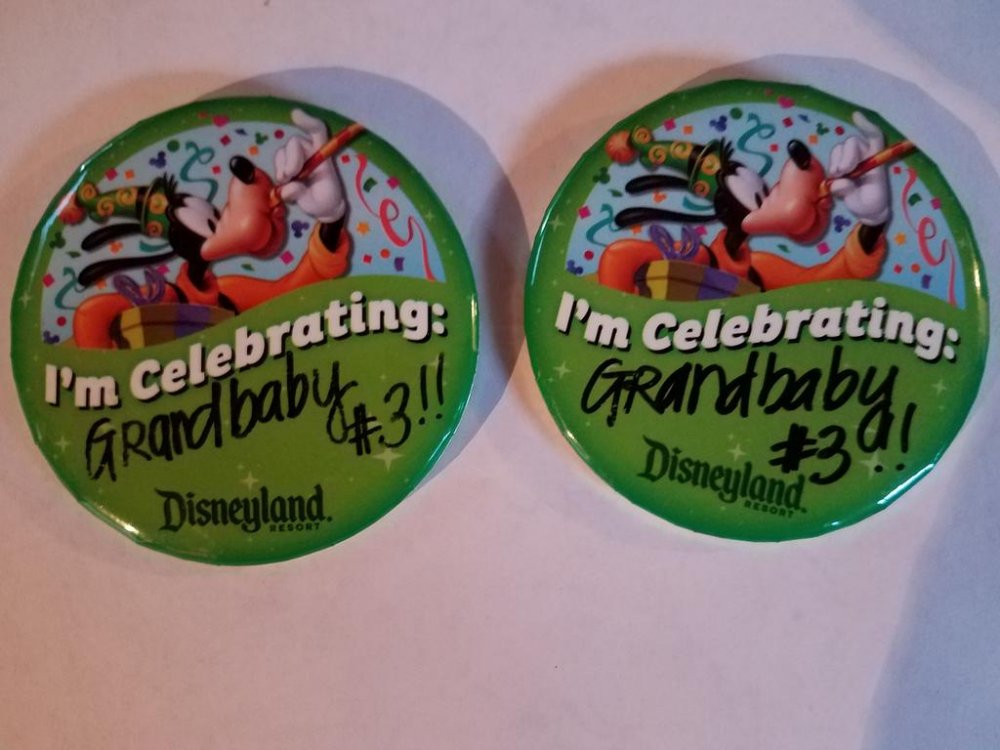 I'm Celebrating:
Grandbaby
#3!!
Disneyland.
RESORT
I'm Celebrating:
Grandbaby
#3!!
Disneyland.
RESORT